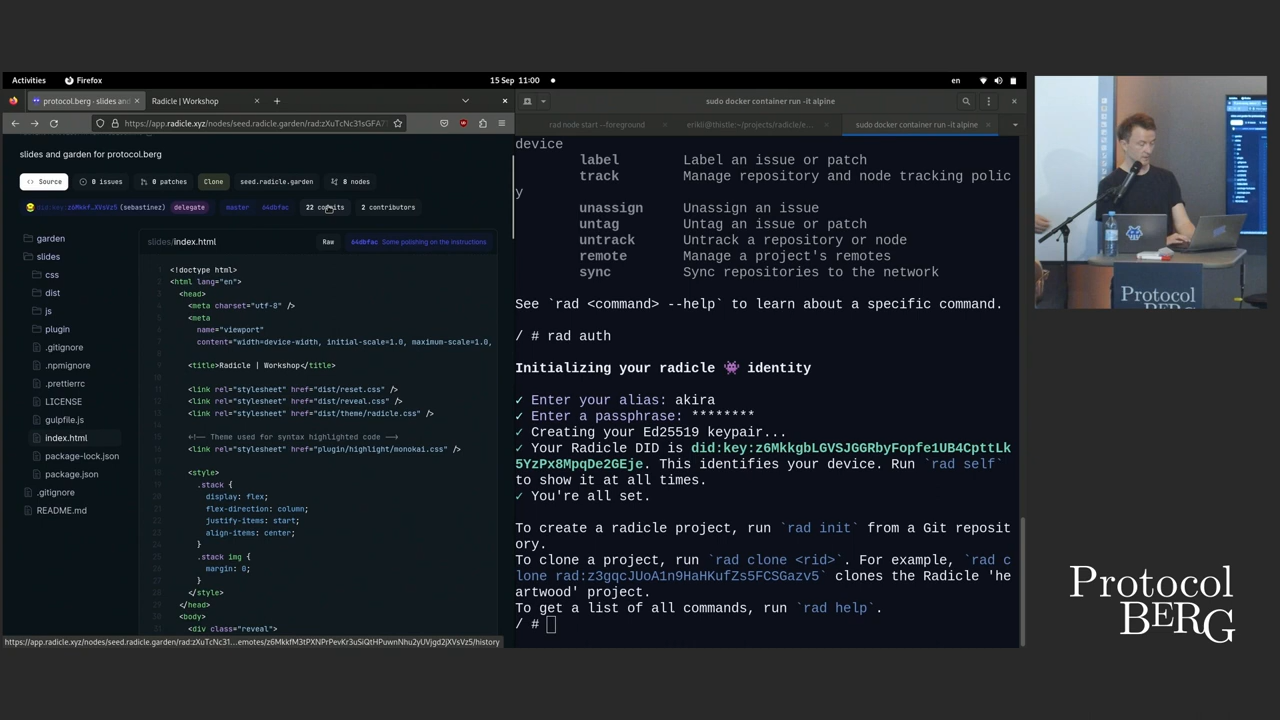 Activities
Firefox
15 Sep 11:00
en
protocol.berg · slides and
Radicle | Workshop
sudo docker container run -it alpine
https://app.radicle.xyz/nodes/seed.radicle.garden/rad:zXuTcNc31sGFA7
rad node start --foreground
erikli@thistle:~/projects/radicle/e...
sudo docker container run -it alpine
slides and garden for protocol.berg
Source
0 issues
0 patches
Clone
seed.radicle.garden
8 nodes
(sebastinez)
delegate
master
64dbfac
22 commits
2 contributors
garden
slides
css
dist
js
plugin
.gitignore
.npmignore
.prettierrc
LICENSE
gulpfile.js
index.html
package-lock.json
package.json
.gitignore
README.md
slides/index.html
Raw
64dbfac Some polishing on the instructions
<!doctype html>
<html lang="en">
<head>
<meta charset="utf-8" />
<meta
name="viewport"
content="width=device-width, initial-scale=1.0, maximum-scale=1.0,
<title>Radicle | Workshop</title>
<link rel="stylesheet" href="dist/reset.css" />
<link rel="stylesheet" href="dist/reveal.css" />
<link rel="stylesheet" href="dist/theme/radicle.css" />
<!-- Theme used for syntax highlighted code -->
<link rel="stylesheet" href="plugin/highlight/monokai.css" />
<style>
.stack {
display: flex;
flex-direction: column;
justify-items: start;
align-items: center;
}
.stack img {
margin: 0;
}
</style>
</head>
<body>
<div class="reveal">
device
label Label an issue or patch
track Manage repository and node tracking polic
y
unassign Unassign an issue
untag Untag an issue or patch
untrack Untrack a repository or node
remote Manage a project's remotes
sync Sync repositories to the network
See `rad <command> --help` to learn about a specific command.
/ # rad auth
Initializing your radicle 👾 identity
✓ Enter your alias: akira
✓ Enter a passphrase: ********
✓ Creating your Ed25519 keypair...
✓ Your Radicle DID is did:key:z6MkkgbLGVSJGGRbyFopfe1UB4CpttLk
5YzPx8MpqDe2GEje. This identifies your device. Run `rad self`
to show it at all times.
✓ You're all set.
To create a radicle project, run `rad init` from a Git reposit
ory.
To clone a project, run `rad clone <rid>`. For example, `rad c
lone rad:z3gqcJUoA1n9HaHKufZs5FCSGazv5` clones the Radicle 'he
artwood' project.
To get a list of all commands, run `rad help`.
/ #
Protocol
BERG
Protocol
BERG